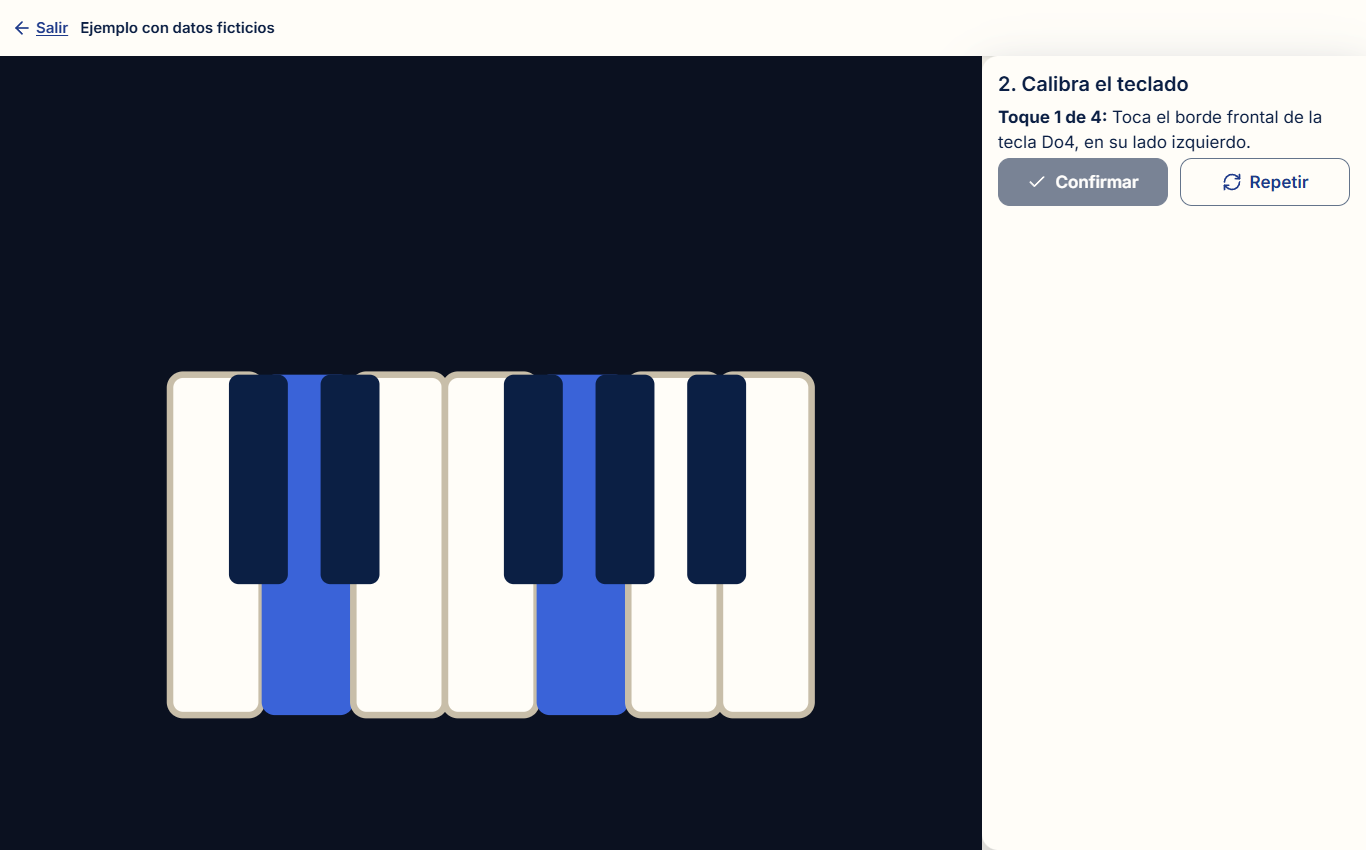 Salir Ejemplo con datos ficticios
2. Calibra el teclado
Toque 1 de 4: Toca el borde frontal de la
tecla Do4, en su lado izquierdo.
Confirmar Repetir